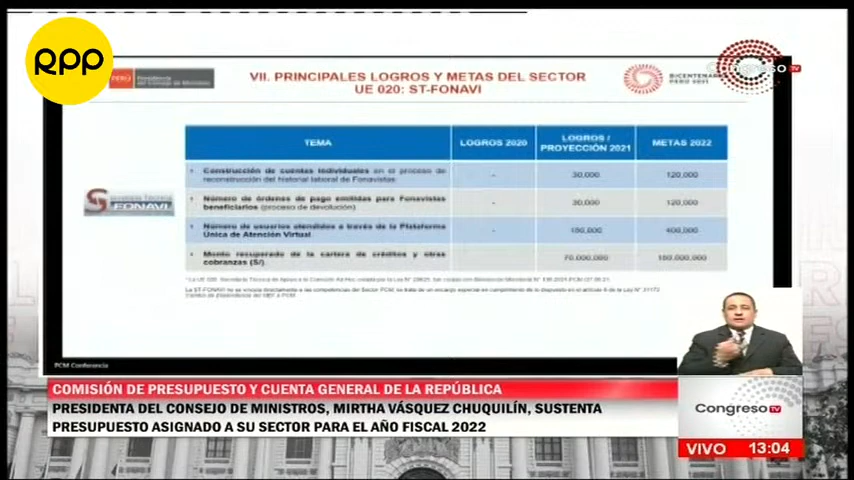 rpp
PERÚ
Presidencia
del Consejo de Ministros
VII. PRINCIPALES LOGROS Y METAS DEL SECTOR
UE 020: ST-FONAVI
BICENTENARIO
PERÚ 2021
Congreso TV
TEMA
LOGROS 2020
LOGROS /
PROYECCIÓN 2021
METAS 2022
• Construcción de cuentas individuales en el proceso de
reconstrucción del historial laboral de Fonavistas
-
30,000
120,000
• Número de órdenes de pago emitidas para Fonavistas
beneficiarios (proceso de devolución)
-
30,000
120,000
• Número de usuarios atendidos a través de la Plataforma
Única de Atención Virtual
-
400,000
• Monto recuperado de la cartera de créditos y otras
cobranzas (S/).
70,000,000
FONAVI
PCM Conferencia
COMISIÓN DE PRESUPUESTO Y CUENTA GENERAL DE LA REPÚBLICA
PRESIDENTA DEL CONSEJO DE MINISTROS, MIRTHA VÁSQUEZ CHUQUILÍN, SUSTENTA
PRESUPUESTO ASIGNADO A SU SECTOR PARA EL AÑO FISCAL 2022
Congreso TV
VIVO 13:04